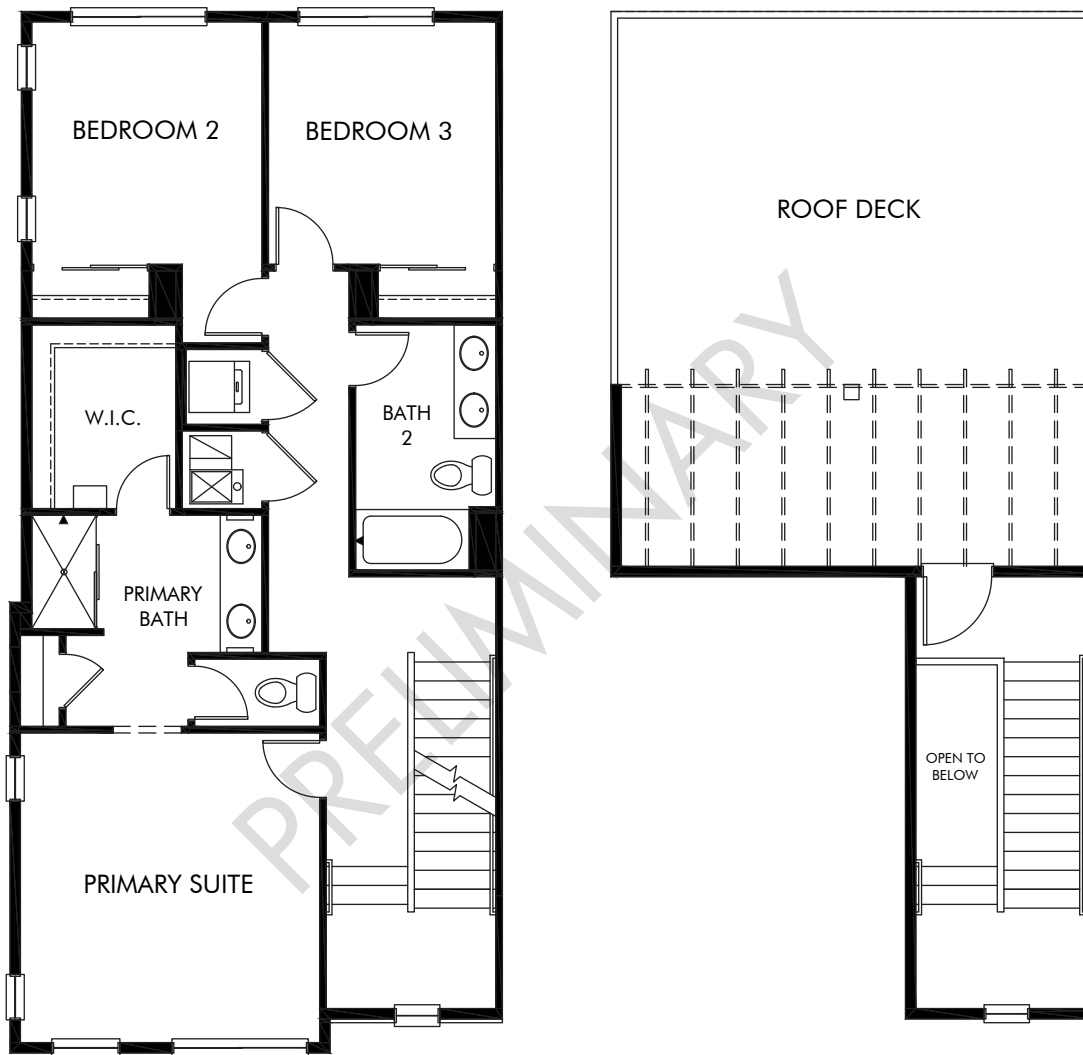 BEDROOM 2
BEDROOM 3
ROOF DECK
W.I.C.
BATH
2
PRIMARY
BATH
OPEN TO
BELOW
PRIMARY SUITE
PRELIMINARY